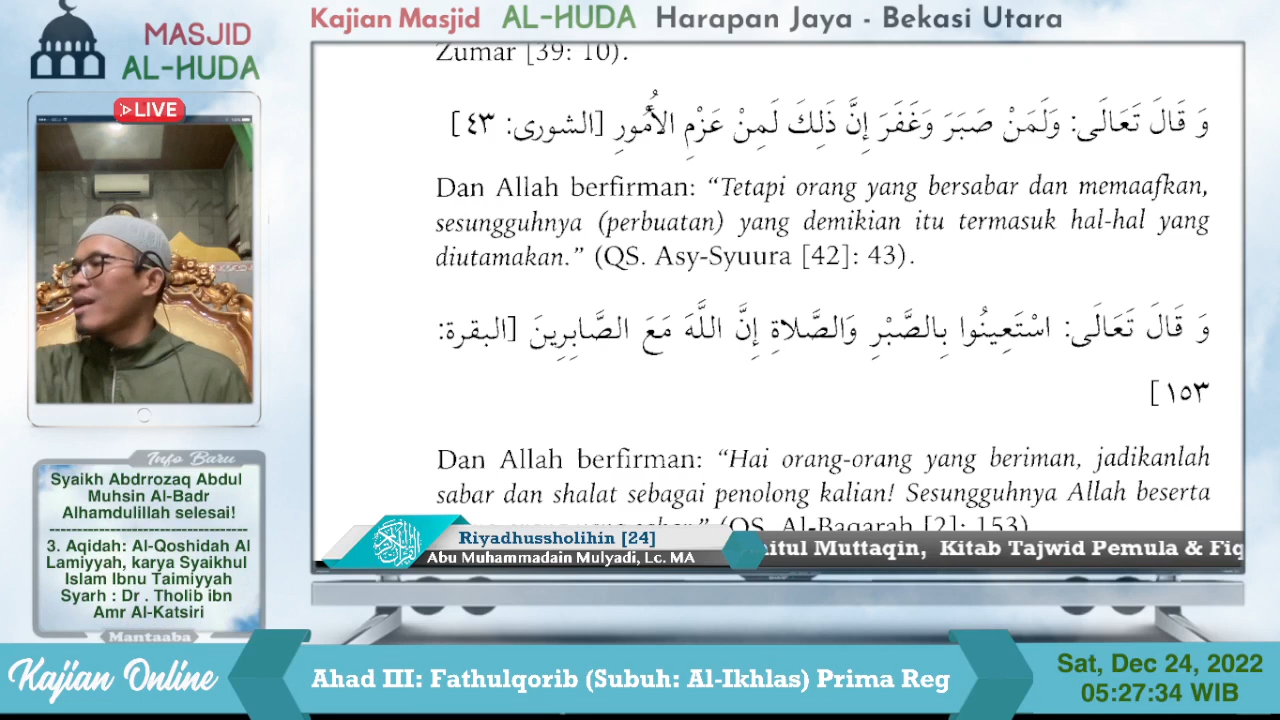 MASJID
AL-HUDA
Kajian Masjid AL-HUDA Harapan Jaya - Bekasi Utara
LIVE
Zumar [39: 10).
وَ قَالَ تَعَالَى: وَلَمَنْ صَبَرَ وَغَفَرَ إِنَّ ذَلِكَ لَمِنْ عَزْمِ الأُمُورِ [الشورى: ٤٣]
Dan Allah berfirman: “Tetapi orang yang bersabar dan memaafkan,
sesungguhnya (perbuatan) yang demikian itu termasuk hal-hal yang
diutamakan.” (QS. Asy-Syuura [42]: 43).
وَ قَالَ تَعَالَى: اسْتَعِينُوا بِالصَّبْرِ وَالصَّلاةِ إِنَّ اللَّهَ مَعَ الصَّابِرِينَ [البقرة:
١٥٣]
Dan Allah berfirman: “Hai orang-orang yang beriman, jadikanlah
sabar dan shalat sebagai penolong kalian! Sesungguhnya Allah beserta
(QS. Al-Baqarah [2]: 153).
Riyadhussholihin [24]
Abu Muhammadain Mulyadi, Lc. MA
Muttaqin, Kitab Tajwid Pemula & Fiq
Info Baru
Syaikh Abdrrozaq Abdul
Muhsin Al-Badr
Alhamdulillah selesai!
3. Aqidah: Al-Qoshidah Al
Lamiyyah, karya Syaikhul
Islam Ibnu Taimiyyah
Syarh : Dr . Tholib ibn
Amr Al-Katsiri
Mantaaba
Kajian Online
Ahad III: Fathulqorib (Subuh: Al-Ikhlas) Prima Reg
Sat, Dec 24, 2022
05:27:34 WIB